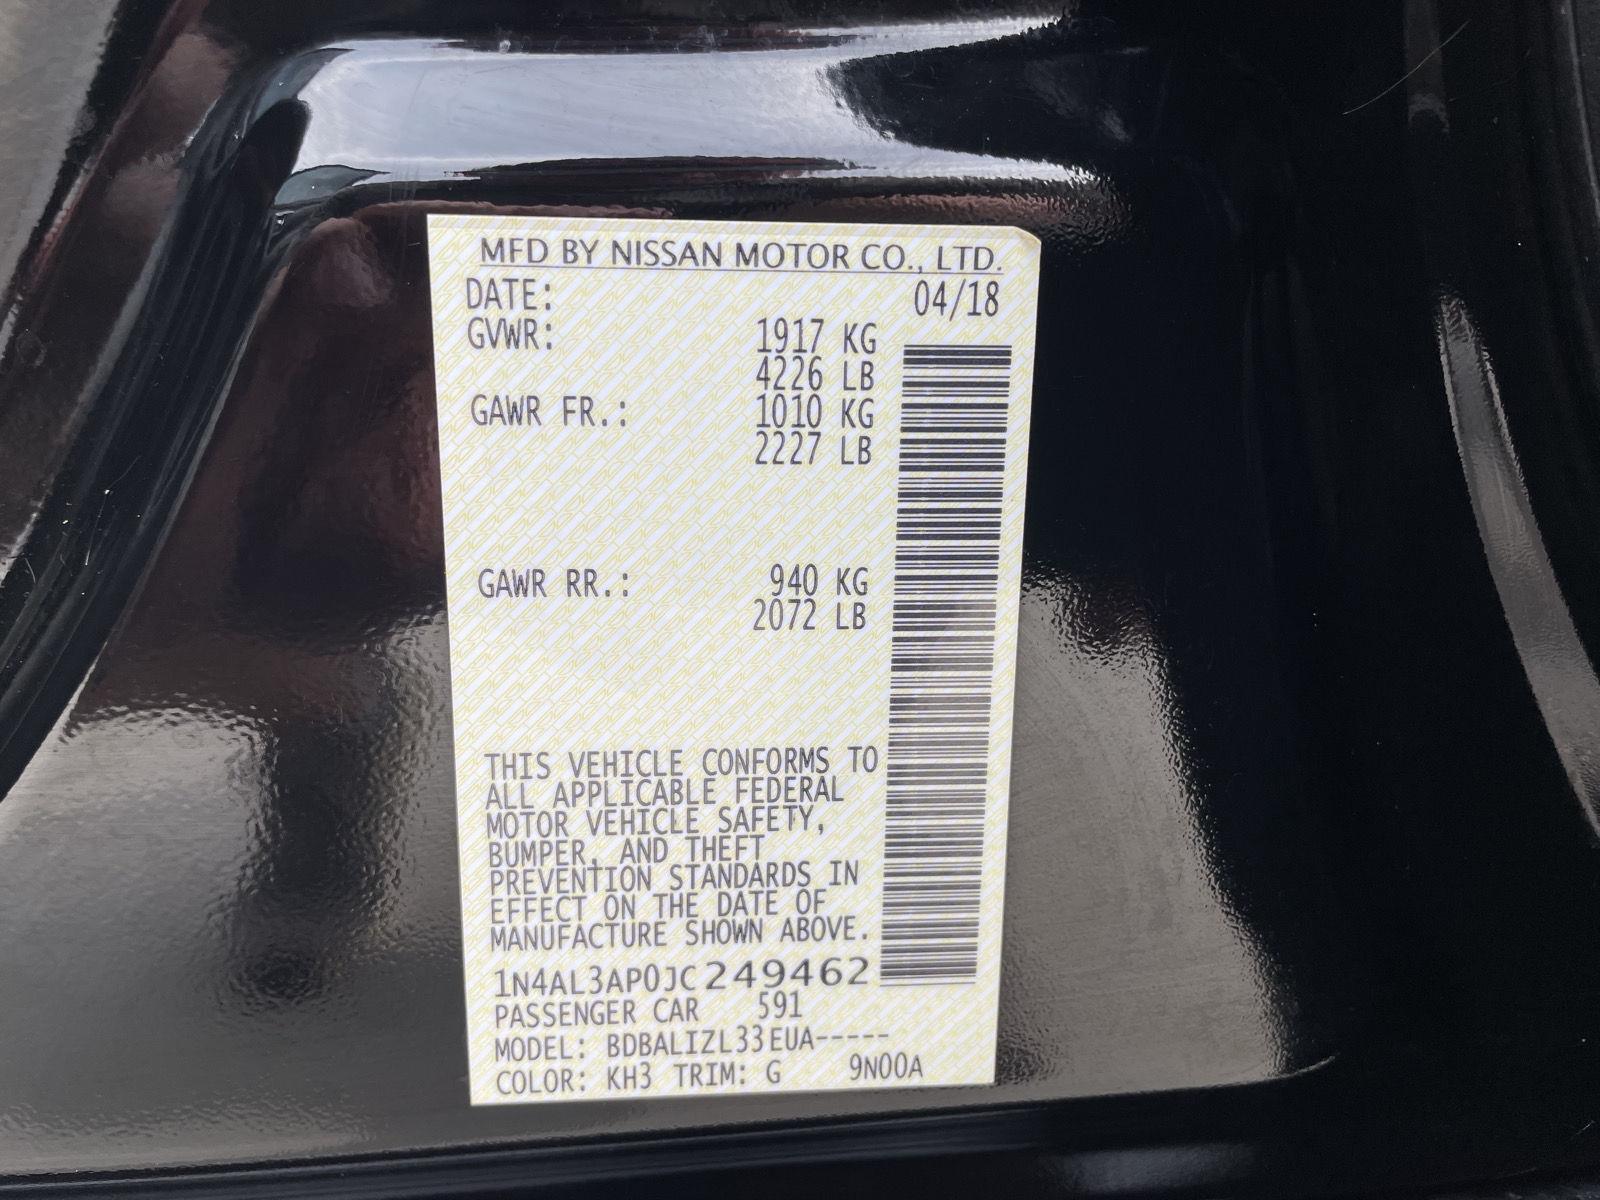 MFD BY NISSAN MOTOR CO., LTD.
DATE: 04/18
GVWR: 1917 KG
4226 LB
GAWR FR.: 1010 KG
2227 LB
GAWR RR.: 940 KG
2072 LB
THIS VEHICLE CONFORMS TO
ALL APPLICABLE FEDERAL
MOTOR VEHICLE SAFETY,
BUMPER, AND THEFT
PREVENTION STANDARDS IN
EFFECT ON THE DATE OF
MANUFACTURE SHOWN ABOVE.
1N4AL3AP0JC249462
PASSENGER CAR 591
MODEL: BDBALIZL33EUA-----
COLOR: KH3 TRIM: G 9N00A